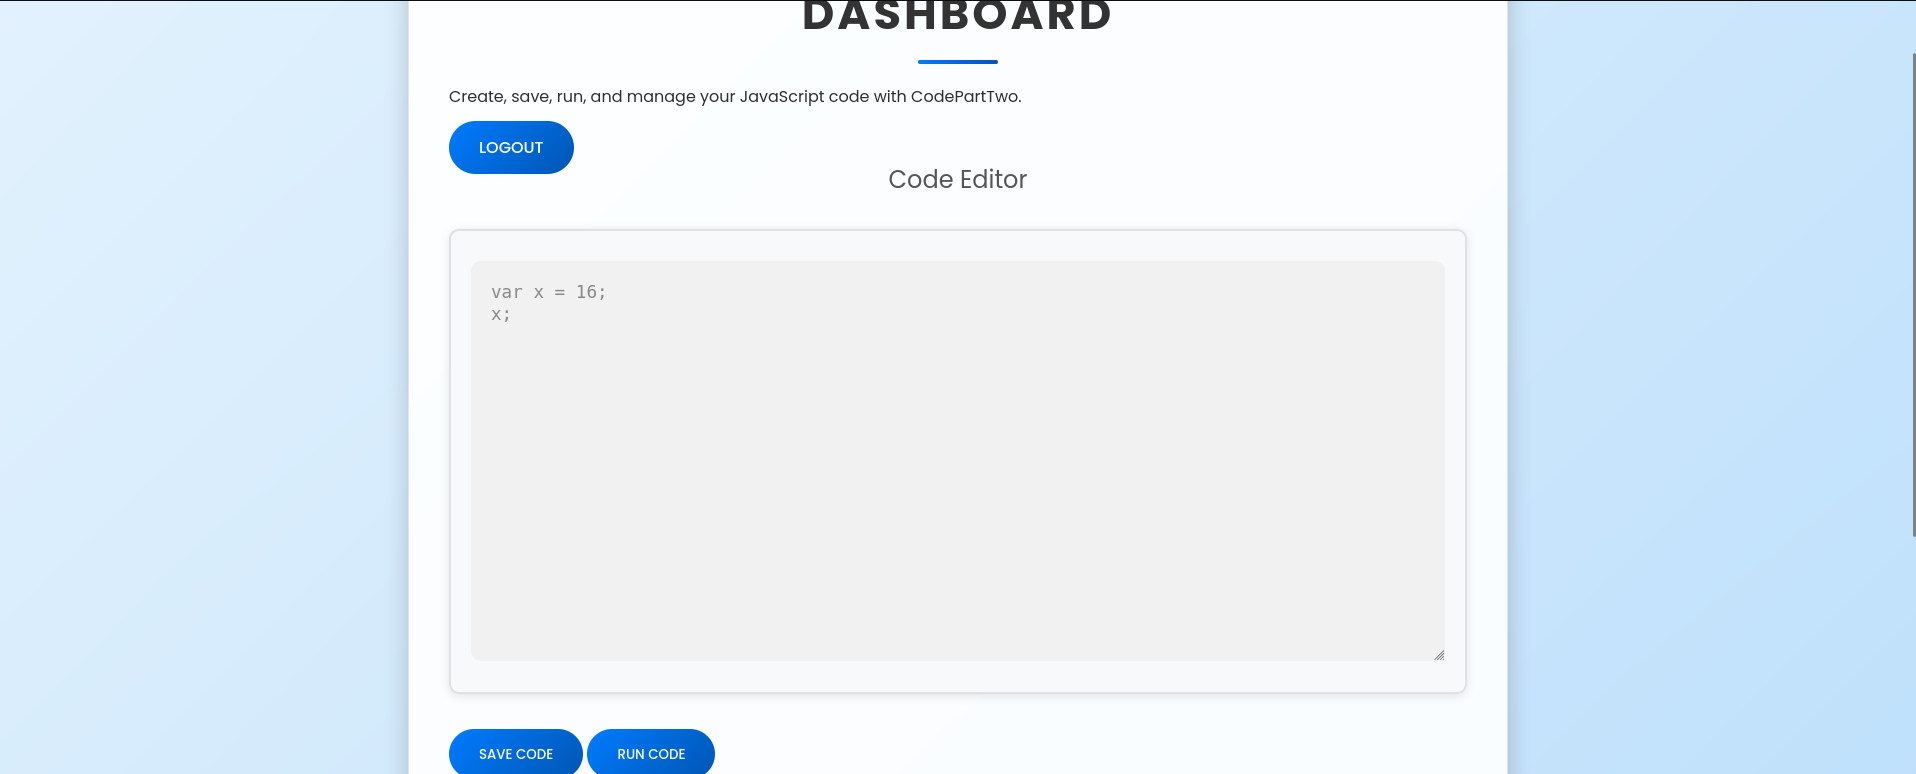 DASHBOARD
Create, save, run, and manage your JavaScript code with CodePartTwo.
LOGOUT
Code Editor
var x = 16;
x;
SAVE CODE RUN CODE